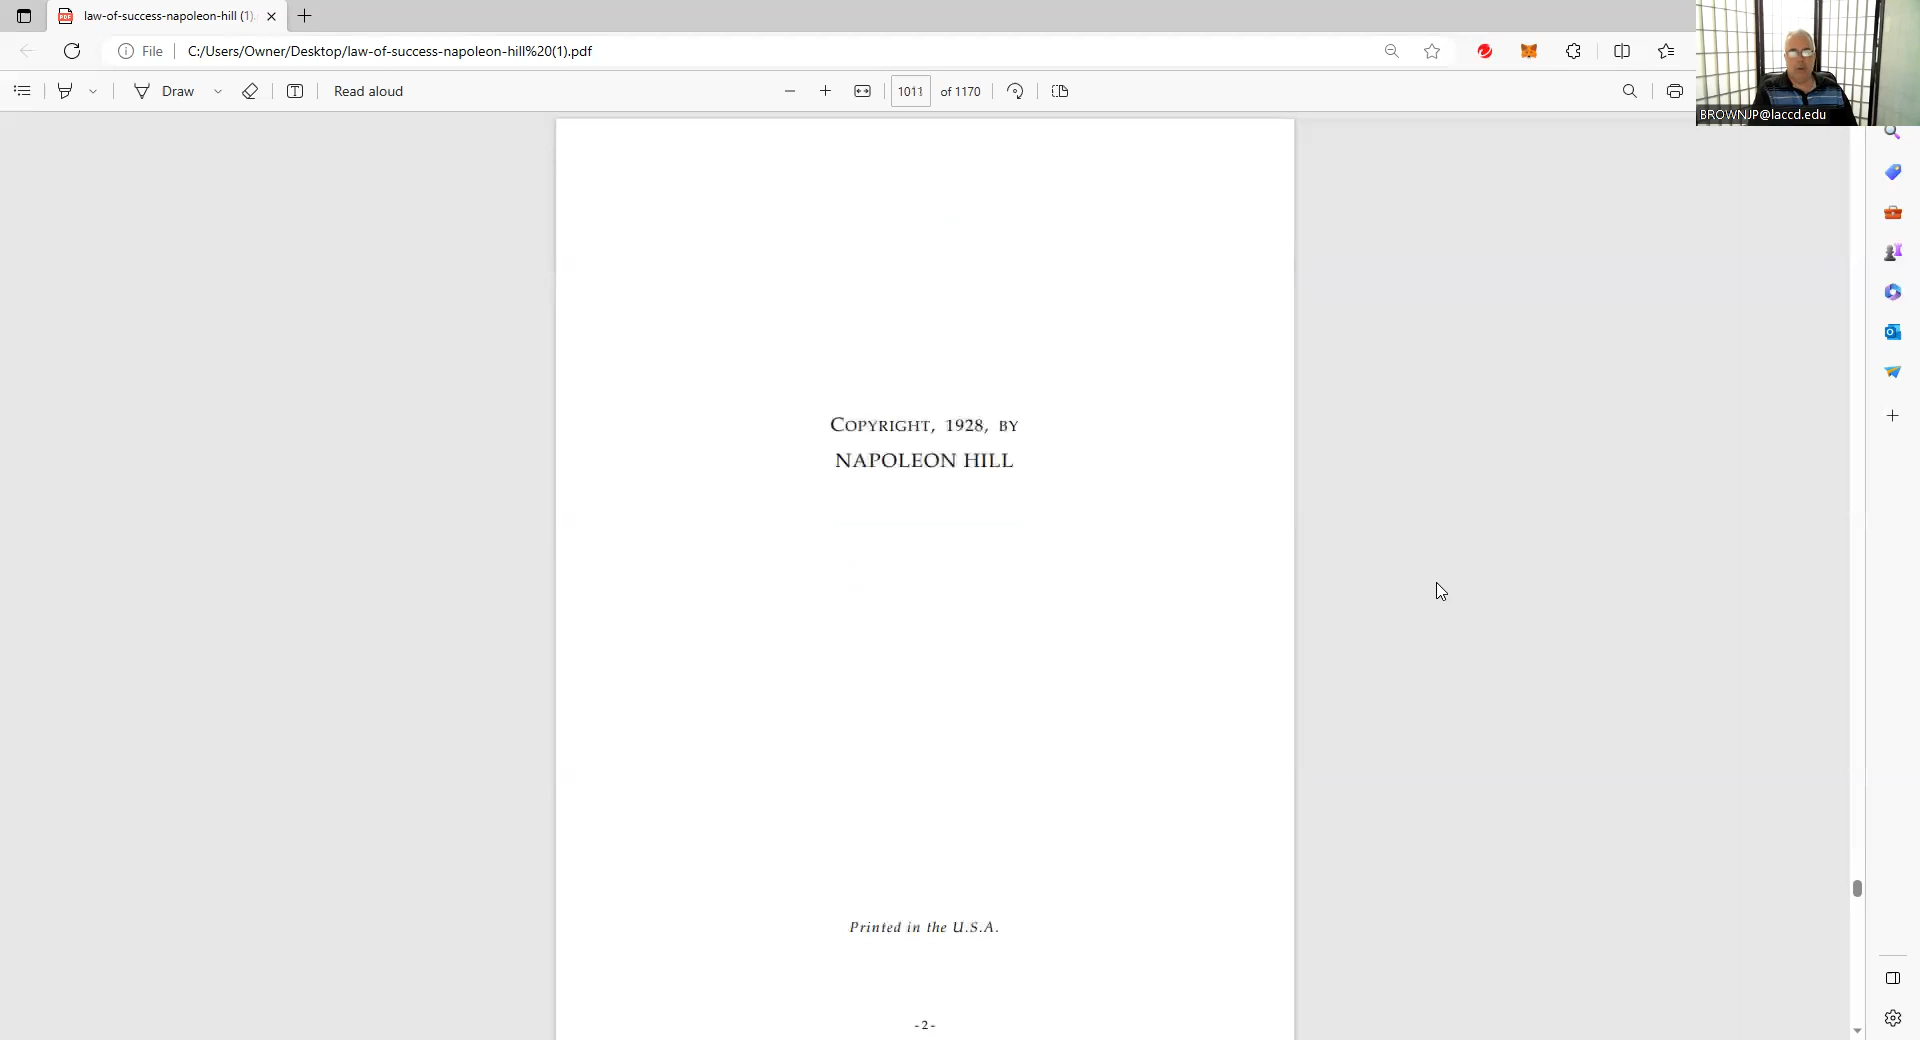 law-of-success-napoleon-hill (1).
File
C:/Users/Owner/Desktop/law-of-success-napoleon-hill%20(1).pdf
Draw
Read aloud
1011 of 1170
BROWNJP@laccd.edu
COPYRIGHT, 1928, BY
NAPOLEON HILL
Printed in the U.S.A.
-2-